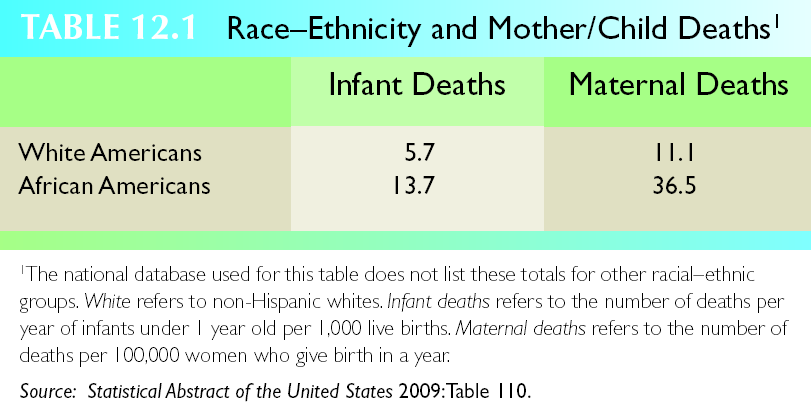 TABLE 12.1 Race–Ethnicity and Mother/Child Deaths¹
Infant Deaths Maternal Deaths
White Americans 5.7 11.1
African Americans 13.7 36.5
¹The national database used for this table does not list these totals for other racial–ethnic
groups. White refers to non-Hispanic whites. Infant deaths refers to the number of deaths per
year of infants under 1 year old per 1,000 live births. Maternal deaths refers to the number of
deaths per 100,000 women who give birth in a year.
Source: Statistical Abstract of the United States 2009:Table 110.